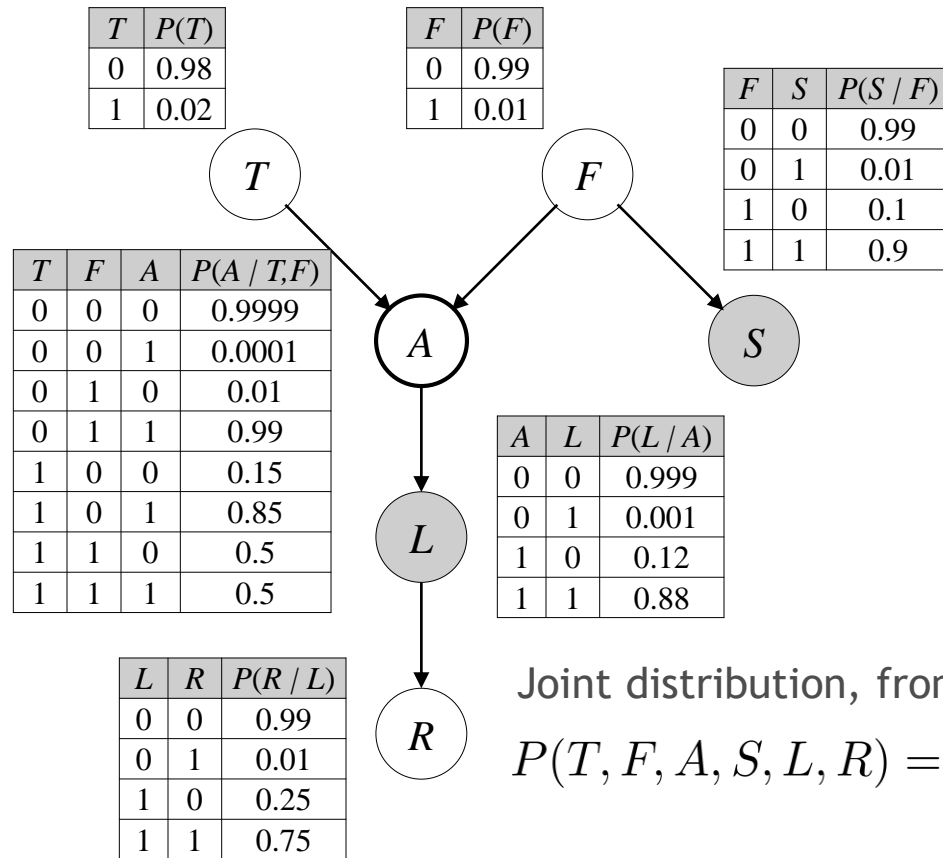 T P(T)
0 0.98
1 0.02
F P(F)
0 0.99
1 0.01
F S P(S / F)
0 0 0.99
0 1 0.01
1 0 0.1
1 1 0.9
T
F
T F A P(A / T,F)
0 0 0 0.9999
0 0 1 0.0001
0 1 0 0.01
0 1 1 0.99
1 0 0 0.15
1 0 1 0.85
1 1 0 0.5
1 1 1 0.5
A
S
A L P(L / A)
0 0 0.999
0 1 0.001
1 0 0.12
1 1 0.88
L
L R P(R / L)
0 0 0.99
0 1 0.01
1 0 0.25
1 1 0.75
R
Joint distribution,
P(T, F, A, S, L, R) =